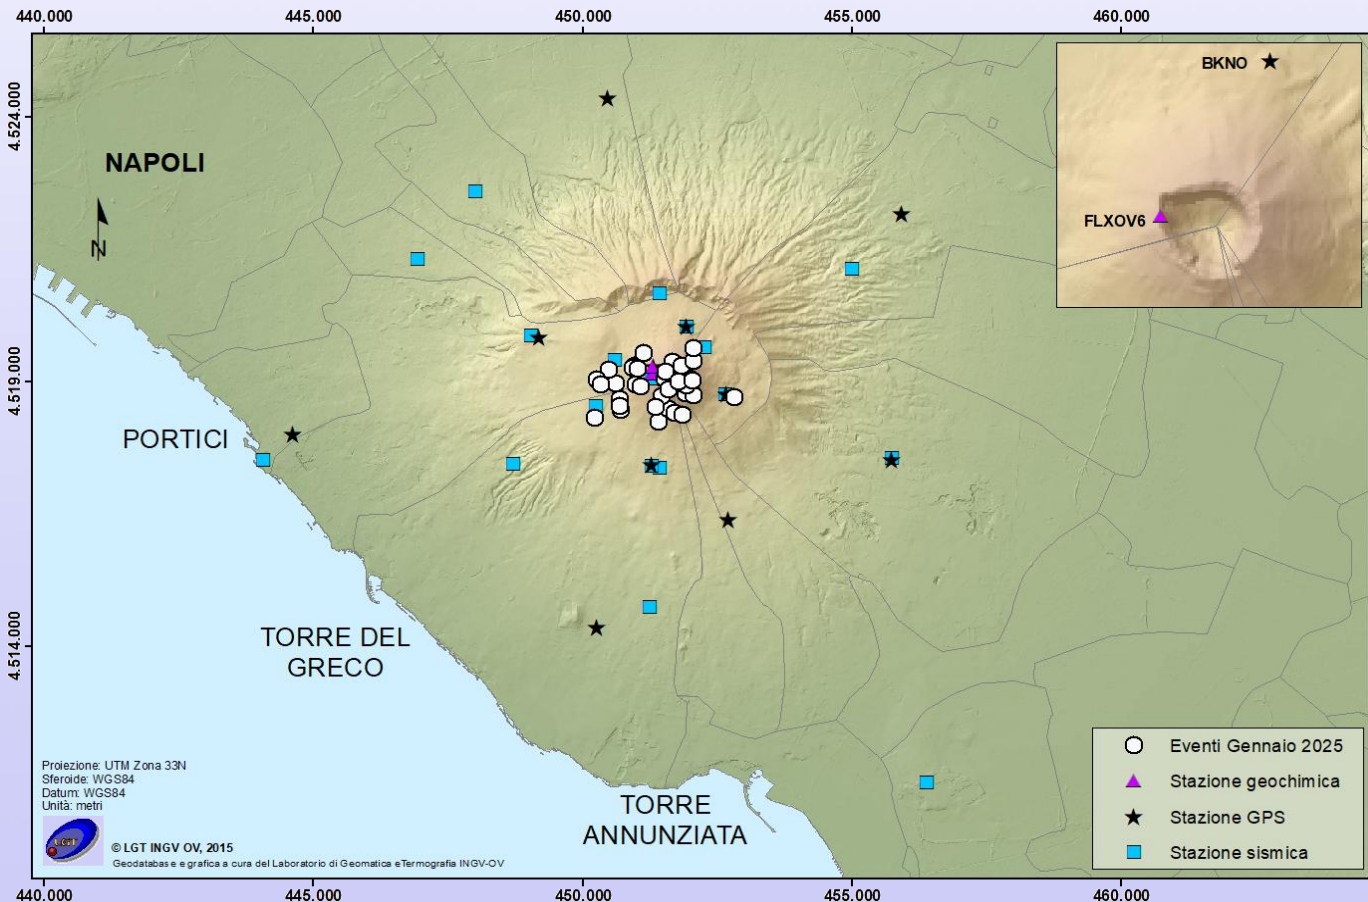 440.000
445.000
450.000
455.000
460.000
4.524.000
4.519.000
4.514.000
BKNO
FLXOV6
NAPOLI
N
PORTICI
TORRE DEL
GRECO
TORRE
ANNUNZIATA
Proiezione: UTM Zona 33N
Sferoide: WGS84
Datum: WGS84
Unità: metri
LGT
© LGT INGV OV, 2015
Geodatabase e grafica a cura del Laboratorio di Geomatica e Termografia INGV-OV
Eventi Gennaio 2025
Stazione geochimica
Stazione GPS
Stazione sismica
440.000
445.000
450.000
455.000
460.000